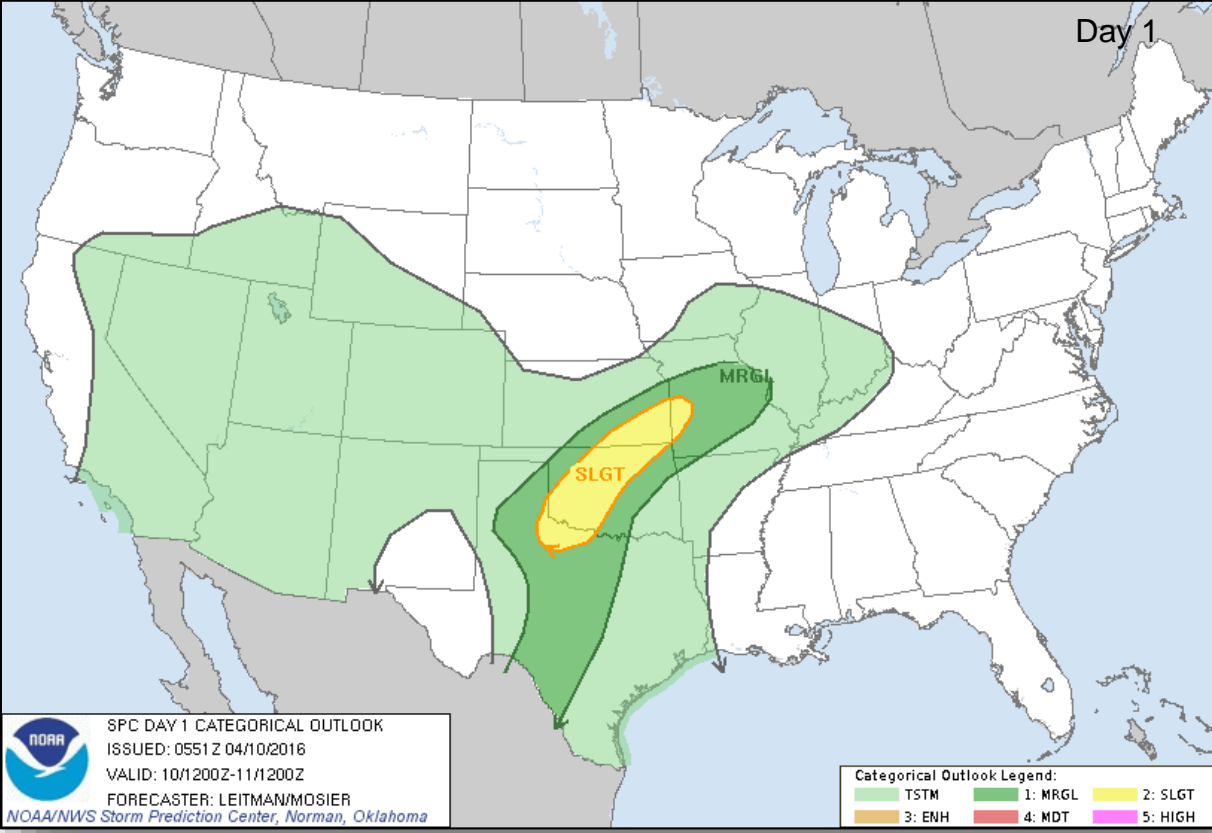 Day 1
MRGL
SLGT
NOAA
SPC DAY 1 CATEGORICAL OUTLOOK
ISSUED: 0551Z 04/10/2016
VALID: 10/1200Z-11/1200Z
FORECASTER: LEITMAN/MOSIER
NOAA/NWS Storm Prediction Center, Norman, Oklahoma
Categorical Outlook Legend:
TSTM 1: MRGL 2: SLGT
3: ENH 4: MDT 5: HIGH